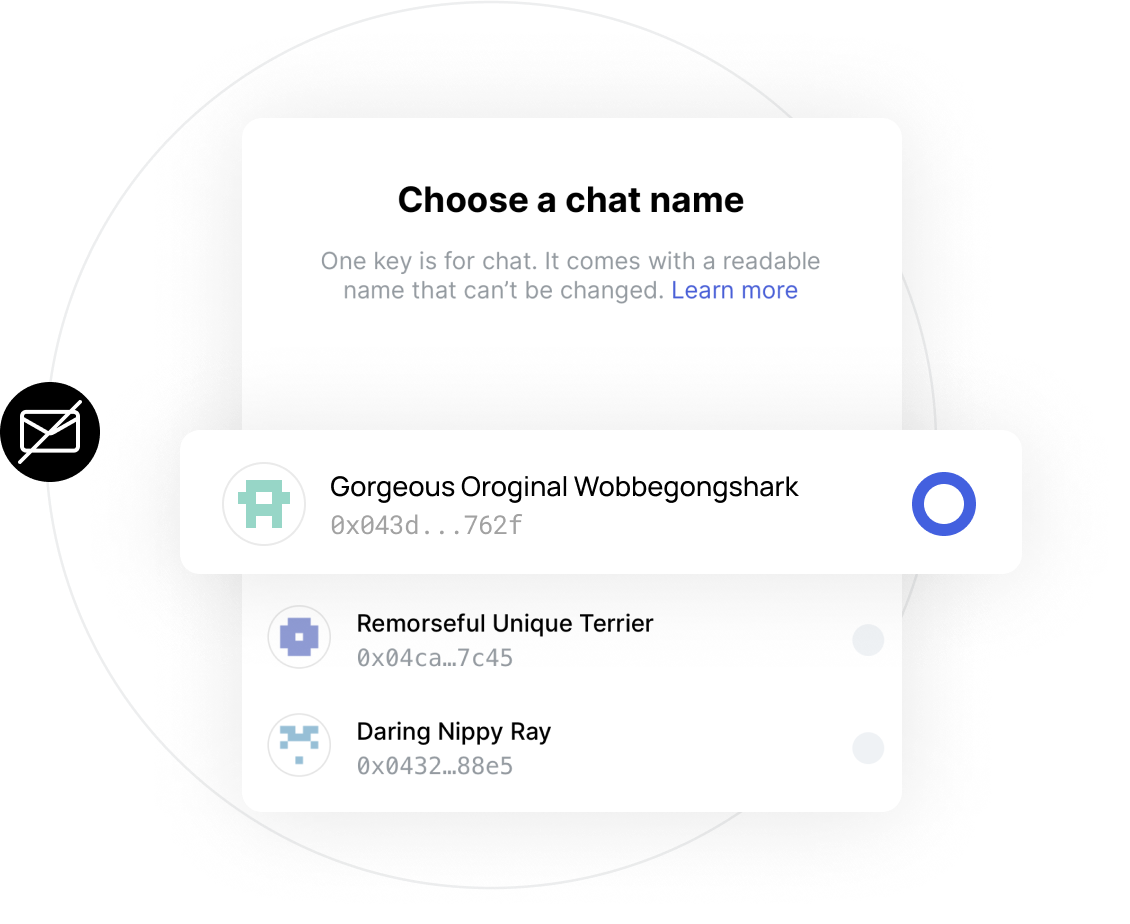 Choose a chat name
One key is for chat. It comes with a readable
name that can’t be changed. Learn more
Gorgeous Oroginal Wobbegongshark
0x043d...762f
Remorseful Unique Terrier
0x04ca…7c45
Daring Nippy Ray
0x0432…88e5